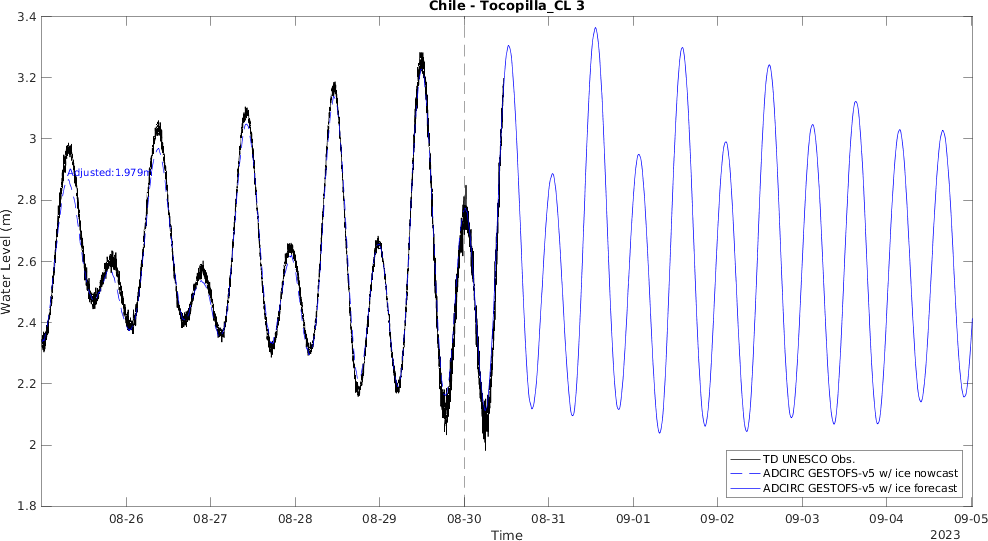 Chile - Tocopilla_CL 3
3.4
3.2
3
2.8
2.6
2.4
2.2
2
1.8
Water Level (m)
Adjusted:1.979m
TD UNESCO Obs.
ADCIRC GESTOFS-v5 w/ ice nowcast
ADCIRC GESTOFS-v5 w/ ice forecast
08-26 08-27 08-28 08-29 08-30 08-31 09-01 09-02 09-03 09-04 09-05
Time
2023